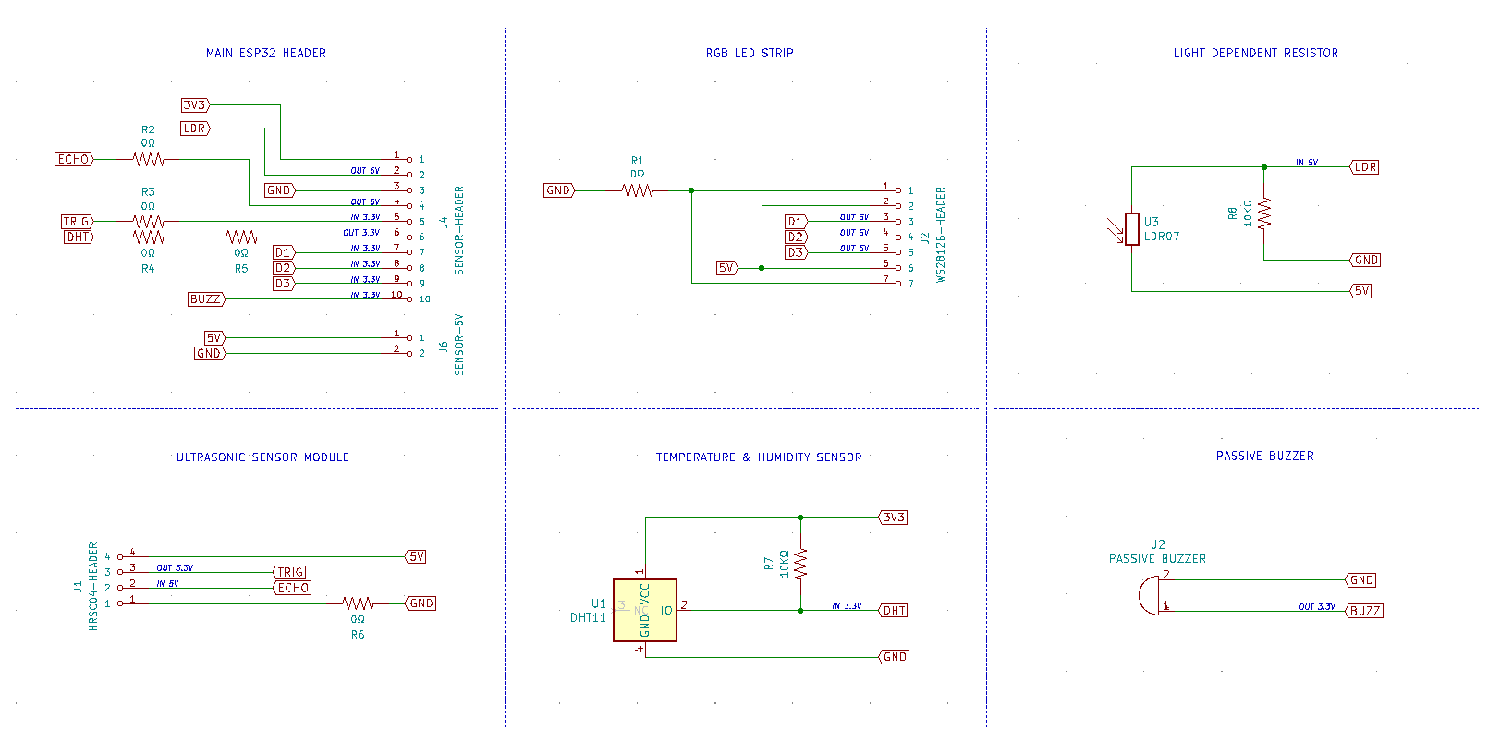 MAIN ESP32 HEADER
3V3
LDR
R2
0Ω
ECHO
1 1
OUT 5V 2 2
GND 3 3
R3
0Ω
OUT 5V 4 4
TRIG
IN 3.3V 5 5
DHT
OUT 3.3V 6 6
0Ω
R4
0Ω
R5
D1 IN 3.3V 7 7
D2 IN 3.3V 8 8
D3 IN 3.3V 9 9
BUZZ IN 3.3V 10 10
J4
SENSOR-HEADER
5V 1 1
GND 2 2
J6
SENSOR-5V
RGB LED STRIP
R1
0Ω
GND
1 1
2 2
D1 OUT 5V 3 3
D2 4 4
D3 OUT 5V 5 5
5V 6 6
7 7
J2
WS2812B-HEADER
LIGHT DEPENDENT RESISTOR
IN 5V LDR
U3
LDR07
R8
10KΩ
GND
5V
ULTRASONIC SENSOR MODULE
4 4 5V
3 3 OUT 3.3V TRIG
2 2 IN 5V ECHO
1 1 GND
J1
HRSC04-HEADER
0Ω
R6
TEMPERATURE & HUMIDITY SENSOR
3V3
R7
10KΩ
1
VCC
U1
DHT11
3 NC
IO 2
IN 3.3V DHT
GND
4
GND
PASSIVE BUZZER
J2
PASSIVE BUZZER
2 GND
1 OUT 3.3V BUZZ